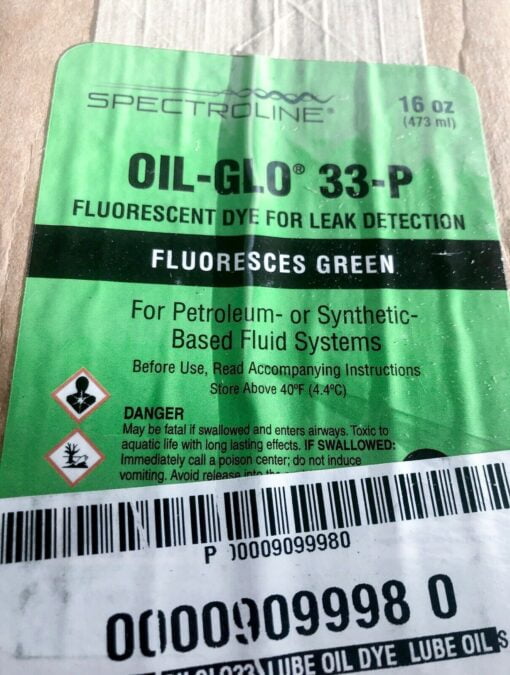 SPECTROLINE®
16 oz
(473 ml)
OIL-GLO® 33-P
FLUORESCENT DYE FOR LEAK DETECTION
FLUORESCES GREEN
For Petroleum- or Synthetic-
Based Fluid Systems
Before Use, Read Accompanying Instructions
Store Above 40ºF (4.4ºC)
DANGER
May be fatal if swallowed and enters airways. Toxic to
aquatic life with long lasting effects. IF SWALLOWED:
Immediately call a poison center; do not induce
vomiting. Avoid release into the
P 10009099980
0000909998 0
LUBE OIL DYE LUBE OIL